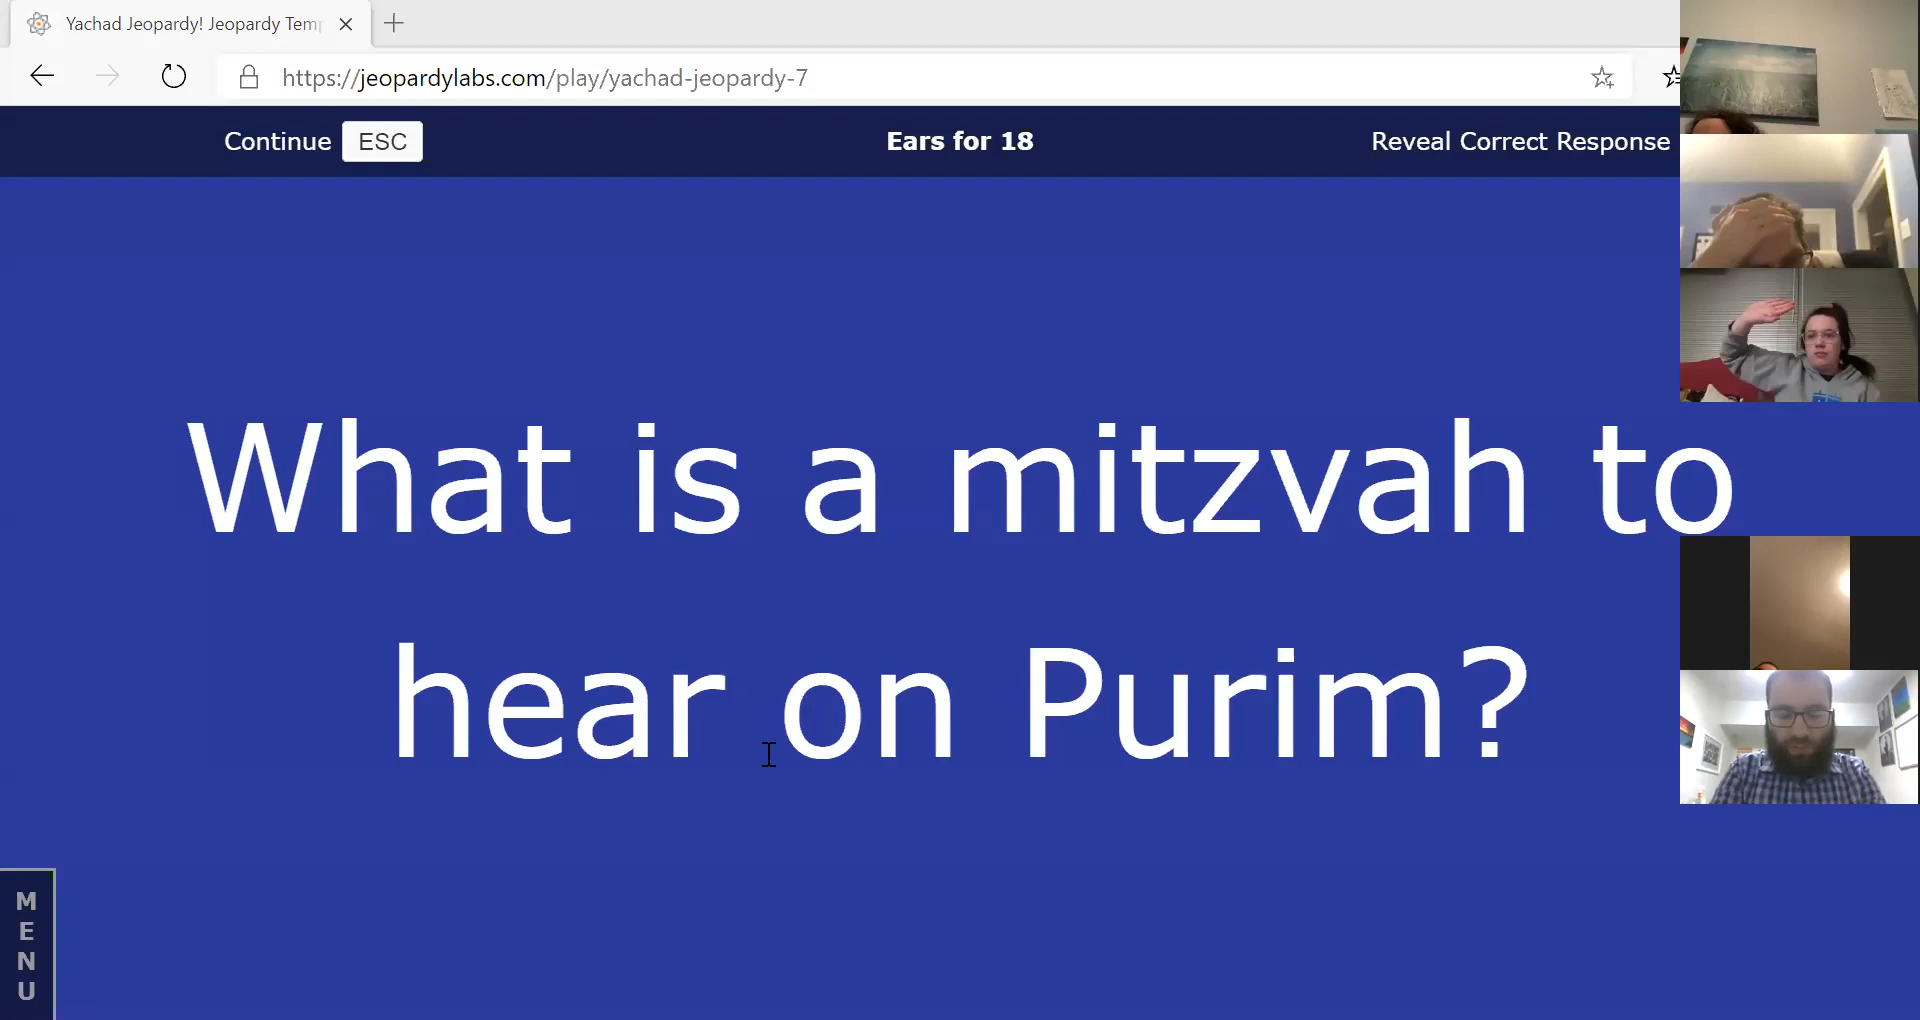 Yachad Jeopardy! Jeopardy Tem
https://jeopardylabs.com/play/yachad-jeopardy-7
Continue ESC
Ears for 18
Reveal Correct Response
What is a mitzvah to
hear on Purim?
MENU